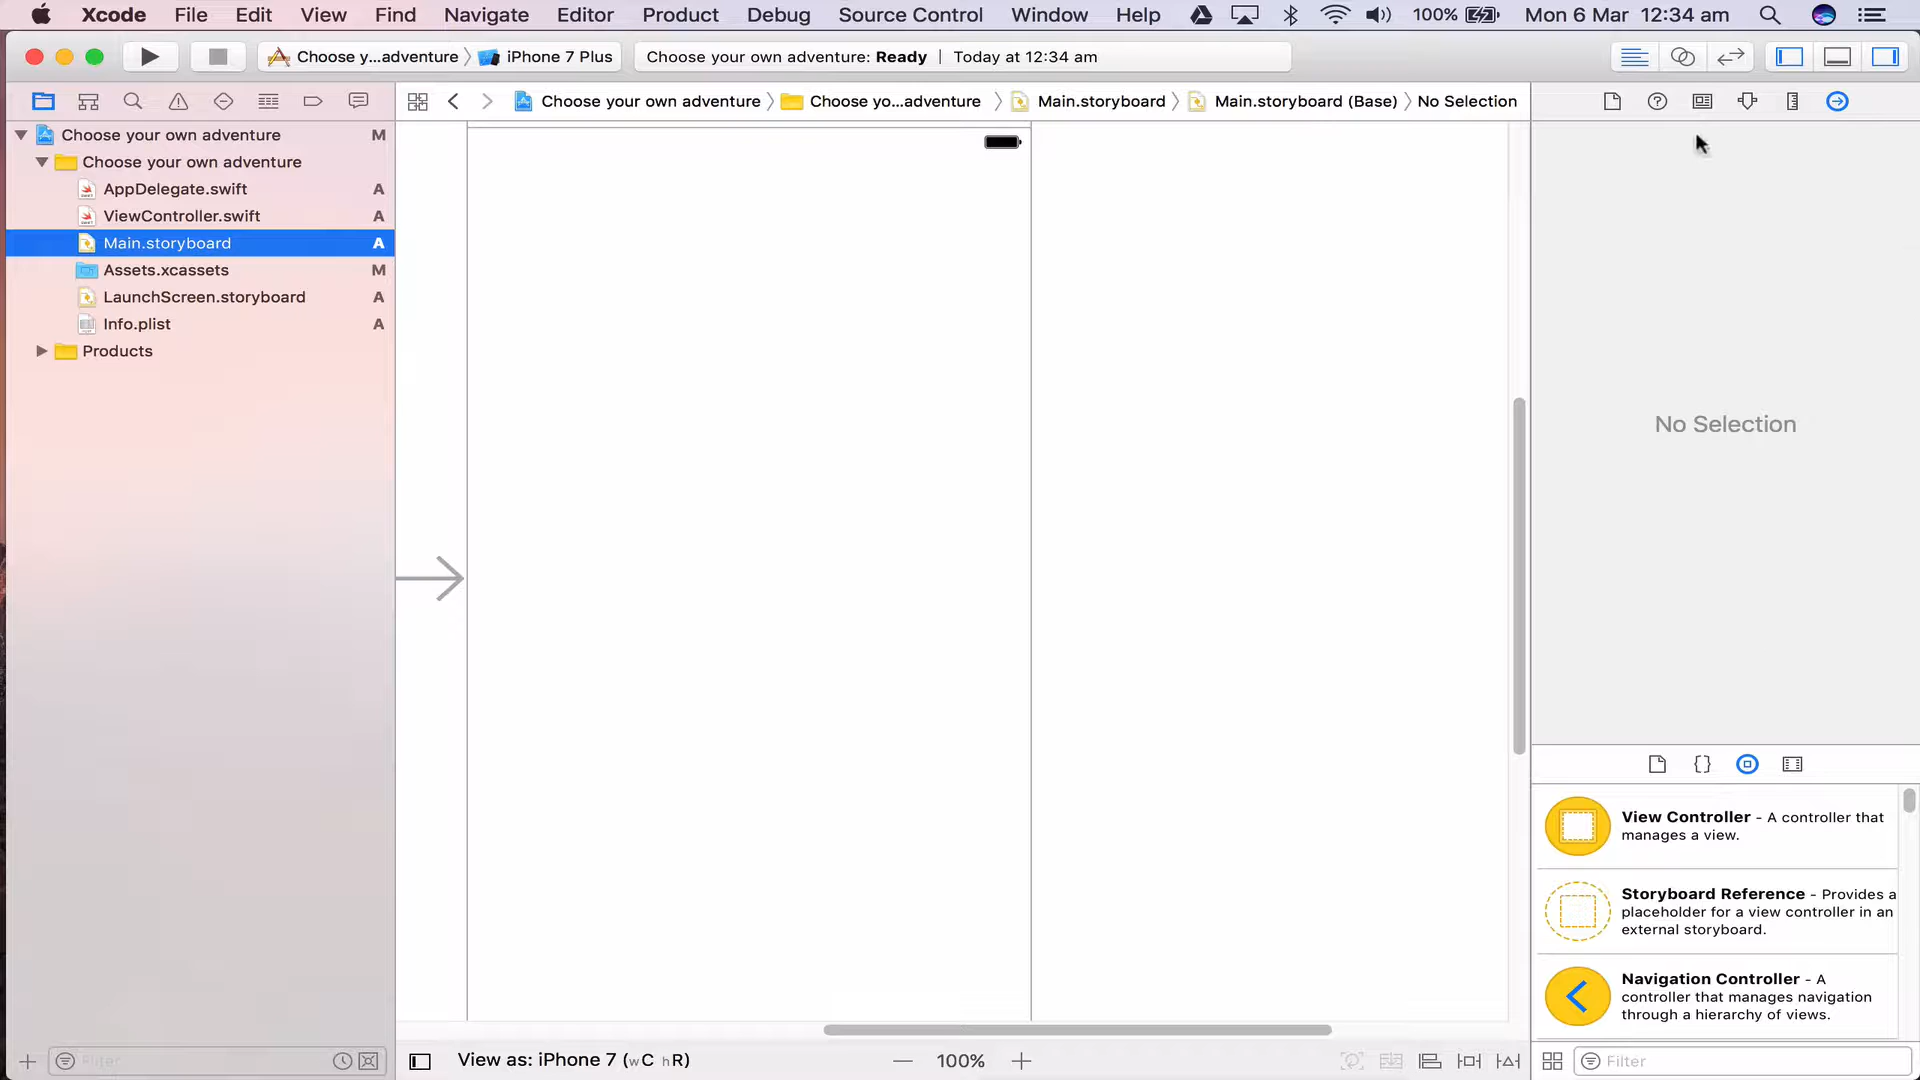 Xcode File Edit View Find Navigate Editor Product Debug Source Control Window Help 100% Mon 6 Mar 12:34 am
Choose y...adventure iPhone 7 Plus Choose your own adventure: Ready | Today at 12:34 am
Choose your own adventure Choose yo...adventure Main.storyboard Main.storyboard (Base) No Selection
Choose your own adventure M
Choose your own adventure
AppDelegate.swift A
ViewController.swift A
Main.storyboard A
Assets.xcassets M
LaunchScreen.storyboard A
Info.plist A
Products
No Selection
View Controller - A controller that
manages a view.
Storyboard Reference - Provides a
placeholder for a view controller in an
external storyboard.
Navigation Controller - A
controller that manages navigation
through a hierarchy of views.
Filter
View as: iPhone 7 (wC hR) — 100% +
Filter